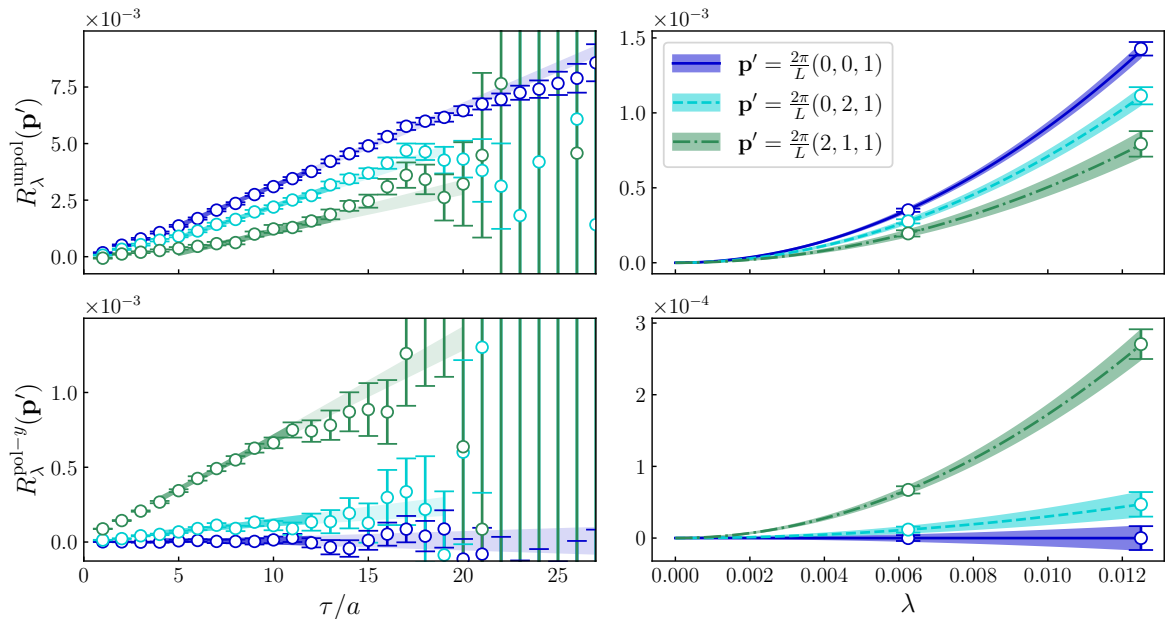 ×10⁻³
R_λ^unpol(p′)
7.5
5.0
2.5
0.0
×10⁻³
1.5
1.0
0.5
0.0
p′ = 2π/L (0, 0, 1)
p′ = 2π/L (0, 2, 1)
p′ = 2π/L (2, 1, 1)
×10⁻³
R_λ^pol−y(p′)
1.0
0.5
0.0
0 5 10 15 20 25
τ/a
×10⁻⁴
3
2
1
0
0.000 0.002 0.004 0.006 0.008 0.010 0.012
λ